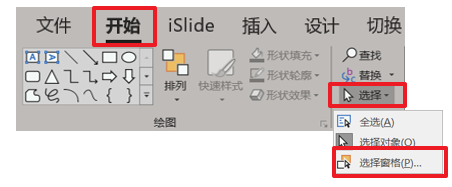 文件 开始 iSlide 插入 设计 切换
形状填充 查找
形状轮廓 替换
排列 快速样式 形状效果 选择
绘图
全选(A)
选择对象(O)
选择窗格(P)...